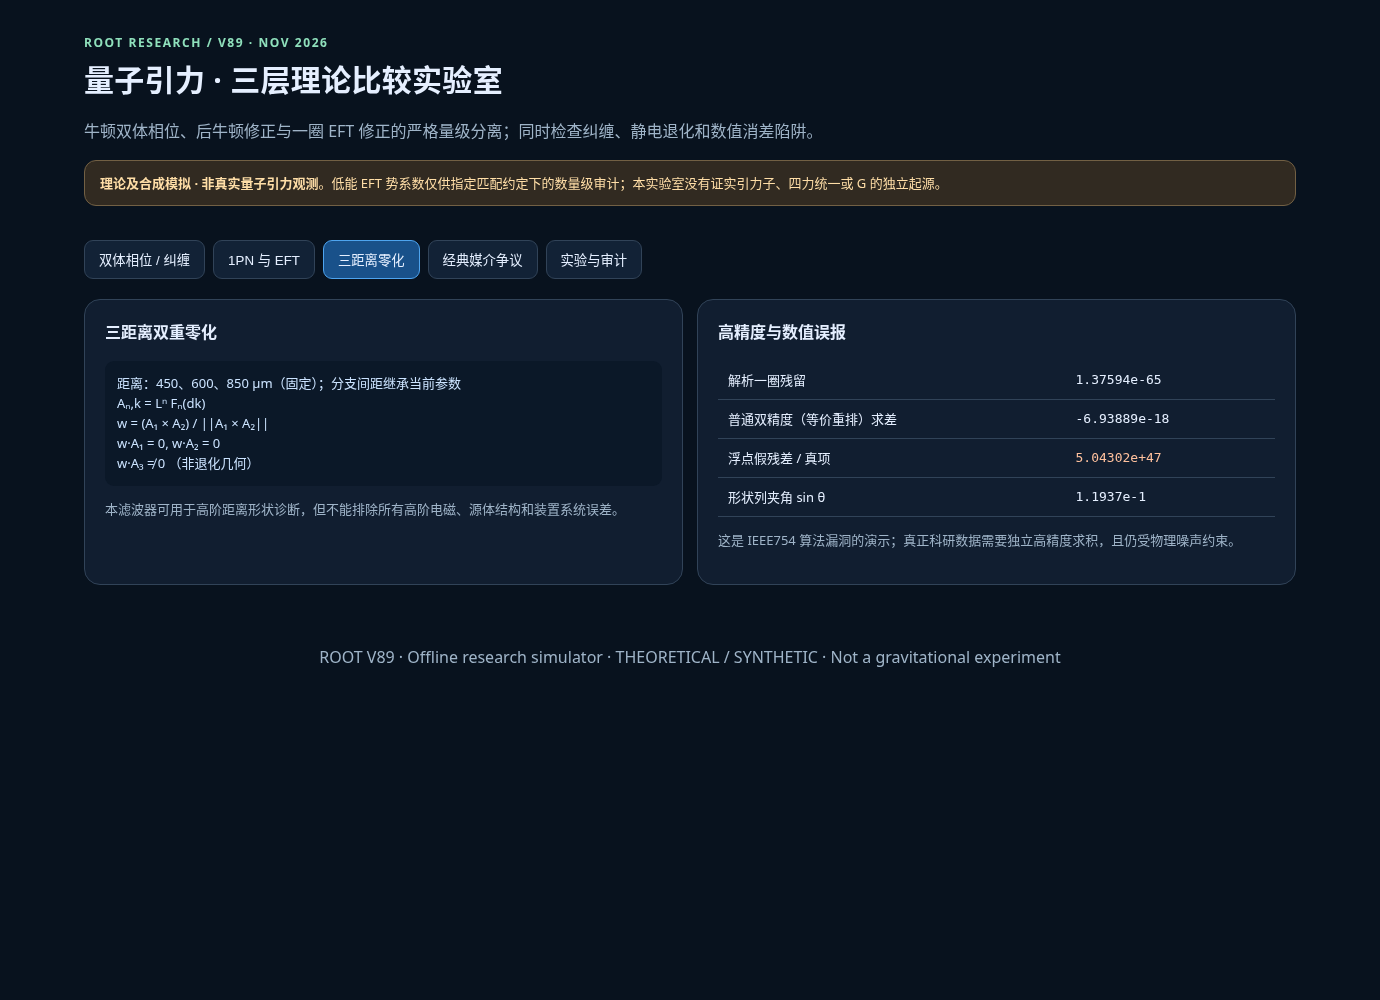 ROOT RESEARCH / V89 · NOV 2026
量子引力 · 三层理论比较实验室
牛顿双体相位、后牛顿修正与一圈 EFT 修正的严格量级分离；同时检查纠缠、静电退化和数值消差陷阱。
理论及合成模拟 · 非真实量子引力观测。低能 EFT 势系数仅供指定匹配约定下的数量级审计；本实验室没有证实引力子、四力统一或 G 的独立起源。
双体相位 / 纠缠
1PN 与 EFT
三距离零化
经典媒介争议
实验与审计
三距离双重零化
距离：450、600、850 μm（固定）；分支间距继承当前参数
Aₙ,k = Lⁿ Fₙ(dk)
w = (A₁ × A₂) / ||A₁ × A₂||
w·A₁ = 0, w·A₂ = 0
w·A₃ ≠ 0 （非退化几何）
本滤波器可用于高阶距离形状诊断，但不能排除所有高阶电磁、源体结构和装置系统误差。
高精度与数值误报
解析一圈残留 1.37594e-65
普通双精度（等价重排）求差 -6.93889e-18
浮点假残差 / 真项 5.04302e+47
形状列夹角 sin θ 1.1937e-1
这是 IEEE754 算法漏洞的演示；真正科研数据需要独立高精度求积，且仍受物理噪声约束。
ROOT V89 · Offline research simulator · THEORETICAL / SYNTHETIC · Not a gravitational experiment